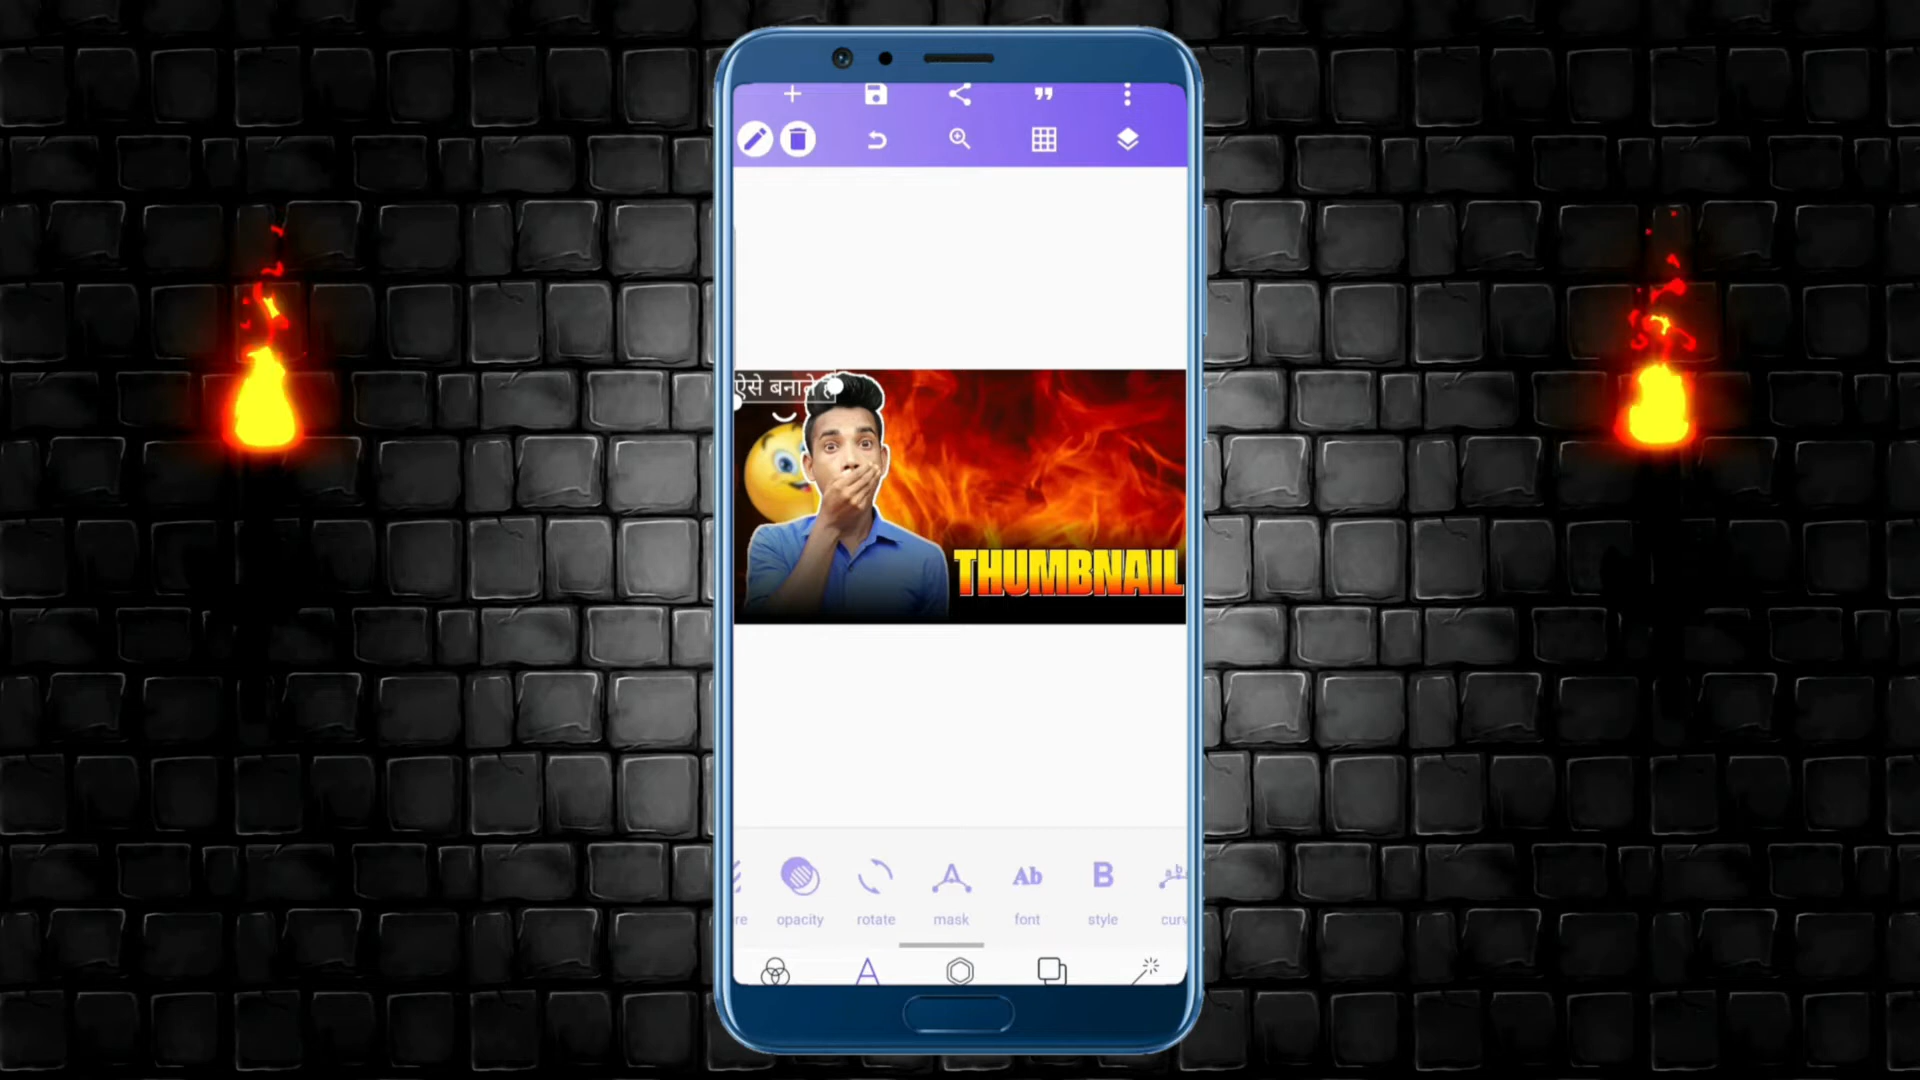 ऐसे बनाते
THUMBNAIL
opacity
rotate
mask
Ab
font
B
style